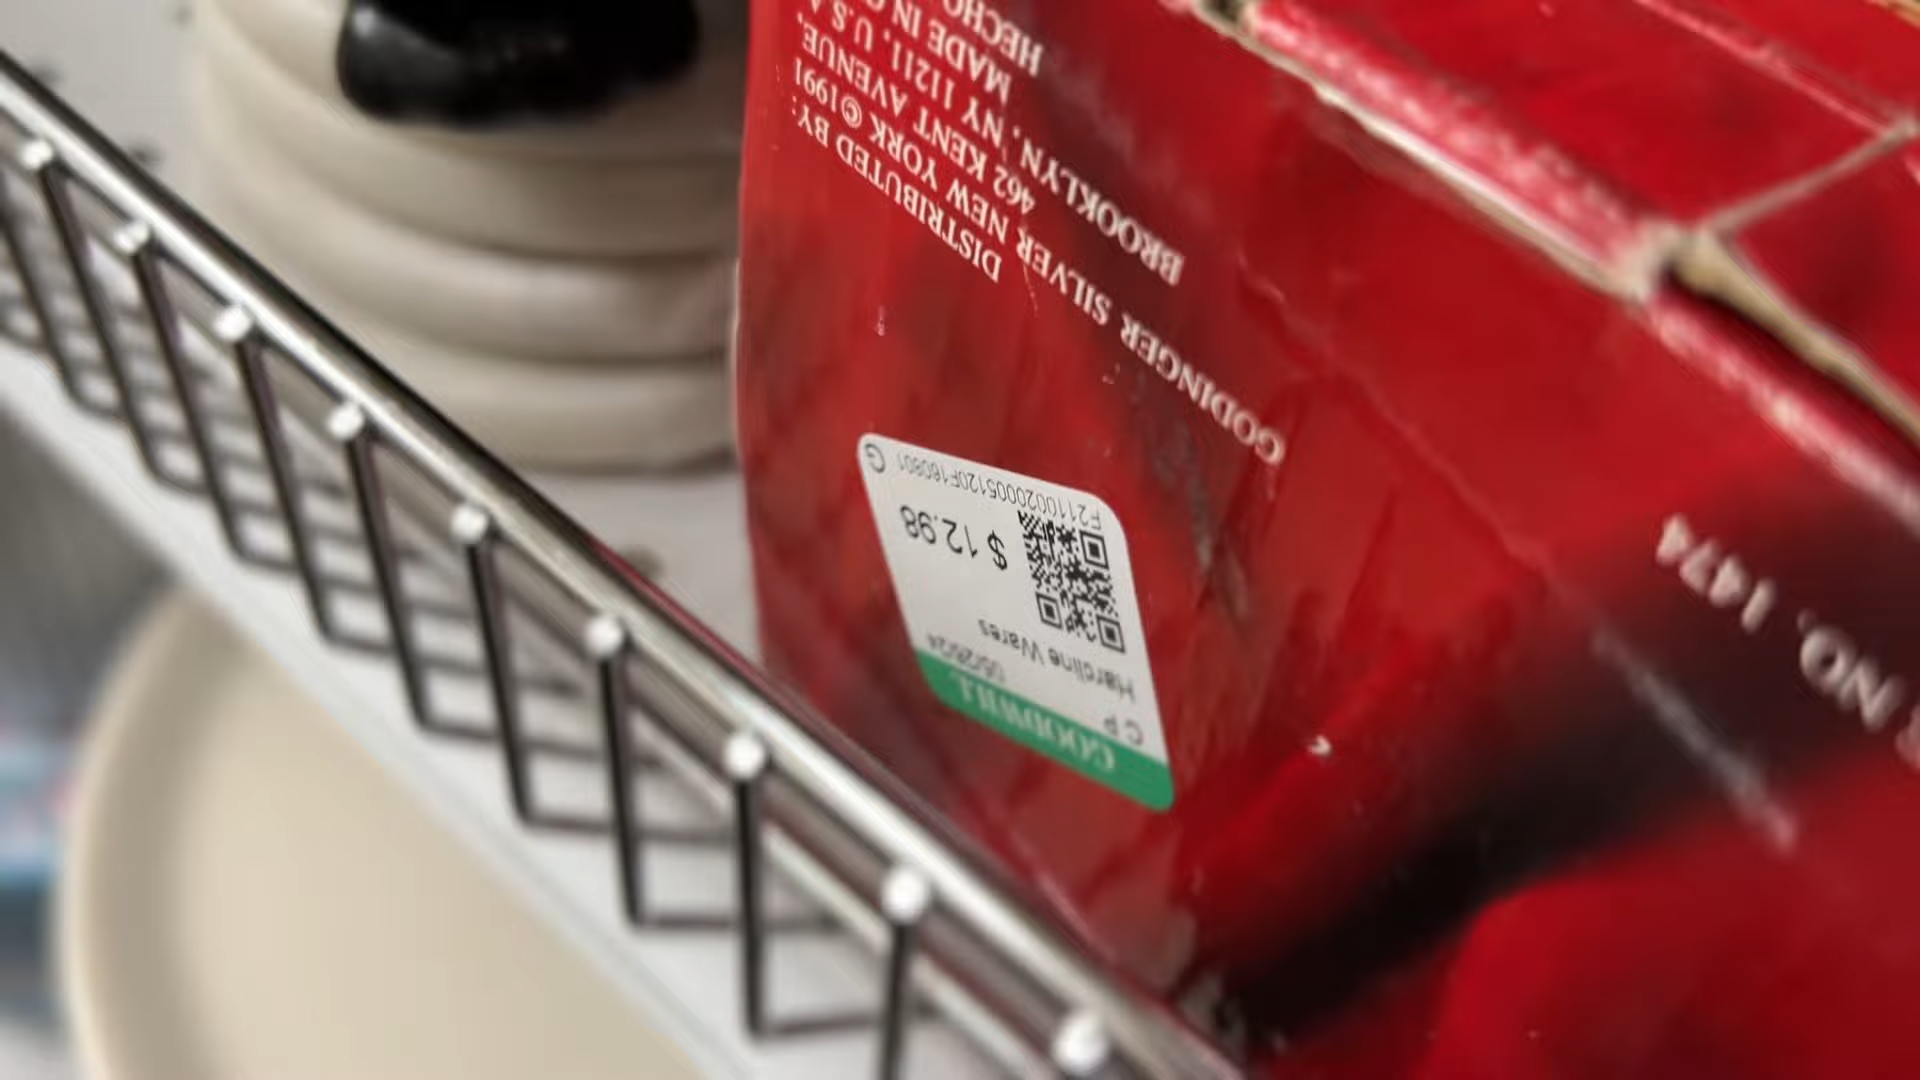 DISTRIBUTED BY:
GODINGER SILVER NEW YORK ©1991
462 KENT AVENUE
BROOKLYN, NY 11211, U.S.A
MADE IN
HECHO
NO. 1474
GOODWILL
C P
Hardline Wares
$ 12.98
G